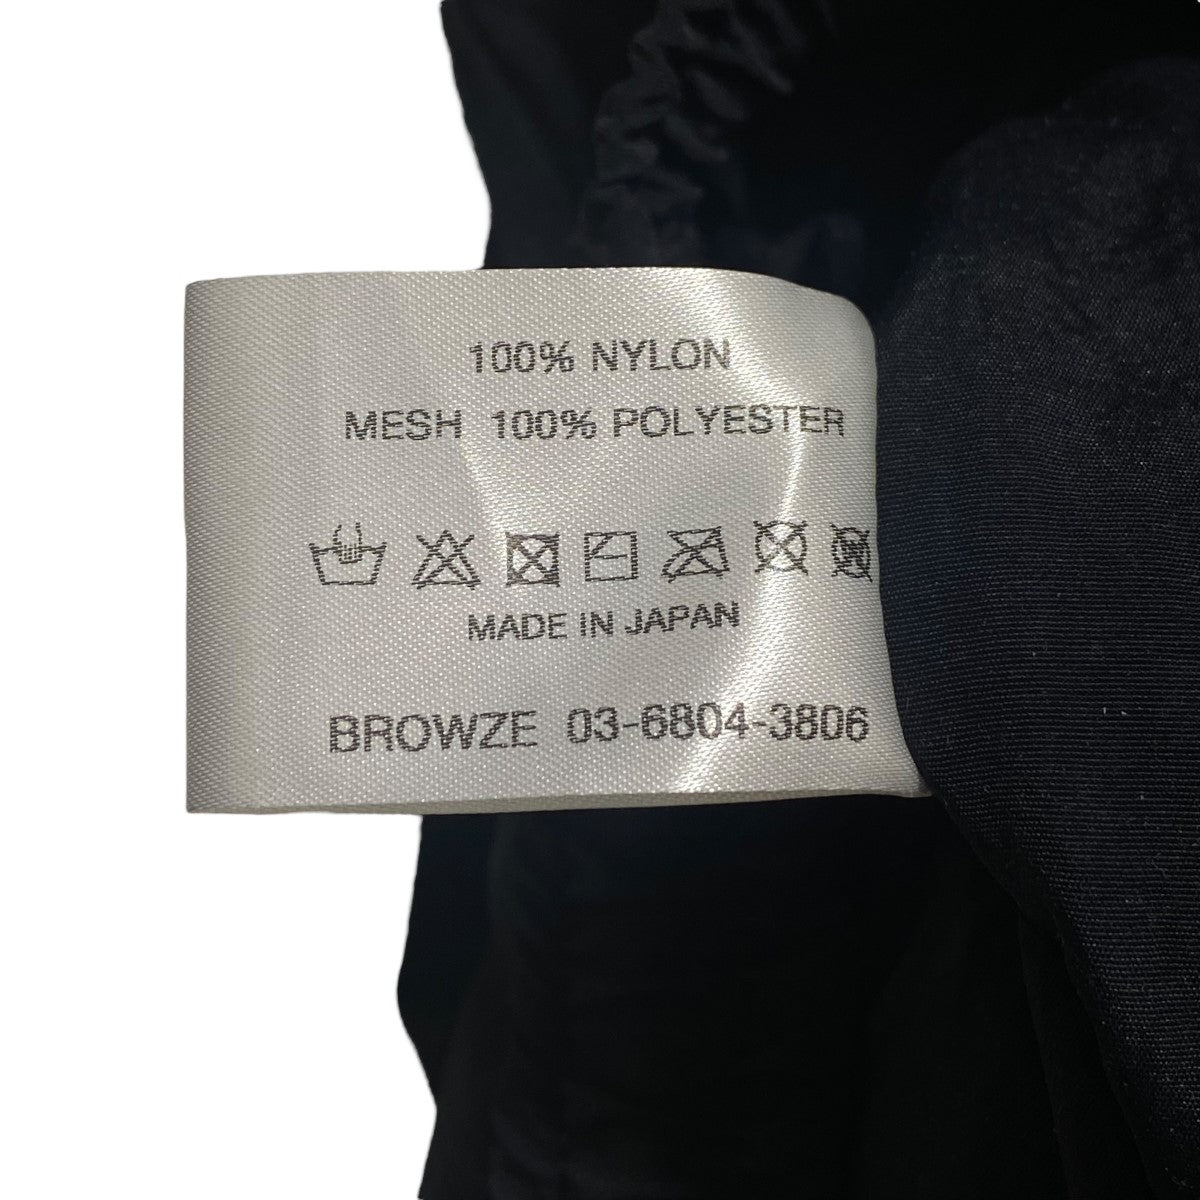 100% NYLON
MESH 100% POLYESTER
MADE IN JAPAN
BROWZE 03-6804-3806